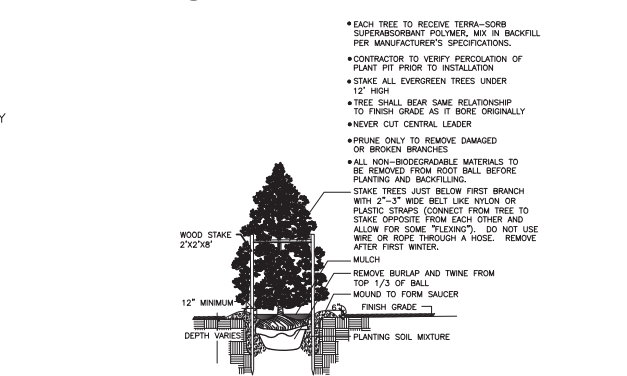 • EACH TREE TO RECEIVE TERRA-SORB
SUPERABSORBANT POLYMER, MIX IN BACKFILL
PER MANUFACTURER'S SPECIFICATIONS.
• CONTRACTOR TO VERIFY PERCOLATION OF
PLANT PIT PRIOR TO INSTALLATION
• STAKE ALL EVERGREEN TREES UNDER
12' HIGH
• TREE SHALL BEAR SAME RELATIONSHIP
TO FINISH GRADE AS IT BORE ORIGINALLY
• NEVER CUT CENTRAL LEADER
• PRUNE ONLY TO REMOVE DAMAGED
OR BROKEN BRANCHES
• ALL NON-BIODEGRADABLE MATERIALS TO
BE REMOVED FROM ROOT BALL BEFORE
PLANTING AND BACKFILLING.
STAKE TREES JUST BELOW FIRST BRANCH
WITH 2"-3" WIDE BELT LIKE NYLON OR
PLASTIC STRAPS (CONNECT FROM TREE TO
STAKE OPPOSITE FROM EACH OTHER AND
ALLOW FOR SOME "FLEXING"). DO NOT USE
WIRE OR ROPE THROUGH A HOSE. REMOVE
AFTER FIRST WINTER.
WOOD STAKE
2'X2'X8'
MULCH
REMOVE BURLAP AND TWINE FROM
TOP 1/3 OF BALL
MOUND TO FORM SAUCER
12" MINIMUM
6"
FINISH GRADE
DEPTH VARIES
PLANTING SOIL MIXTURE
Y